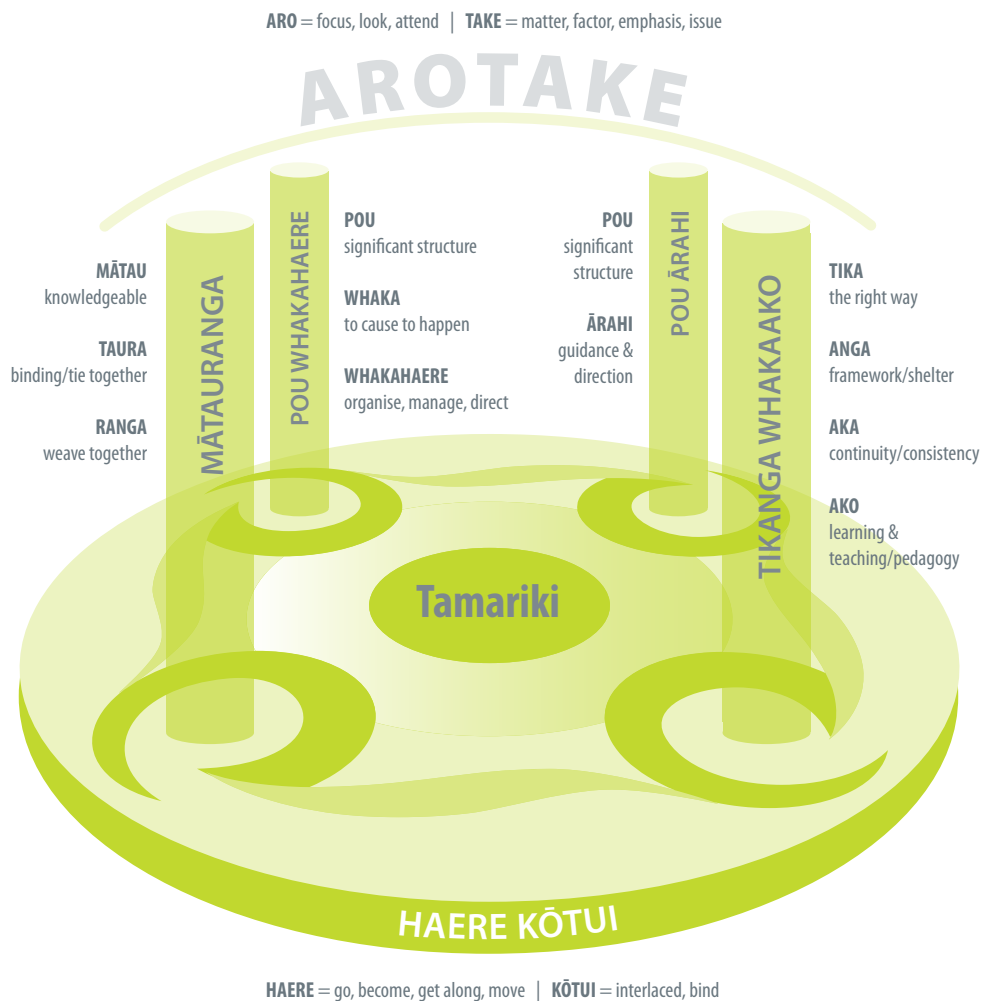 ARO = focus, look, attend | TAKE = matter, factor, emphasis, issue
AROTAKE
MĀTAU
knowledgeable
TAURA
binding/tie together
RANGA
weave together
MĀTAURANGA
POU WHAKAHAERE
POU
significant structure
WHAKA
to cause to happen
WHAKAHAERE
organise, manage, direct
POU
significant
structure
ĀRAHI
guidance &
direction
POU ĀRAHI
TIKANGA WHAKAAKO
TIKA
the right way
ANGA
framework/shelter
AKA
continuity/consistency
AKO
learning &
teaching/pedagogy
Tamariki
HAERE KŌTUI
HAERE = go, become, get along, move | KŌTUI = interlaced, bind